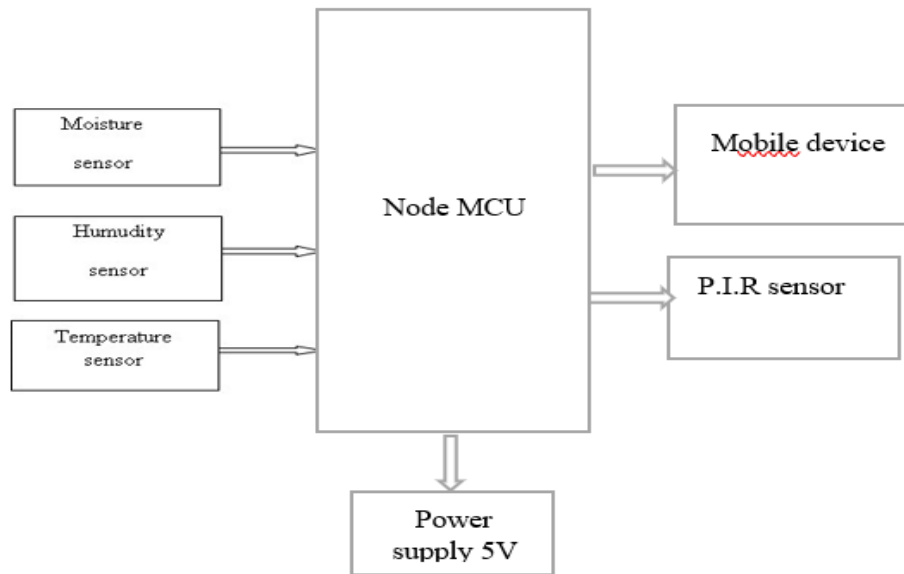 Moisture
sensor
Humudity
sensor
Temperature
sensor
Node MCU
Mobile device
P.I.R sensor
Power
supply 5V